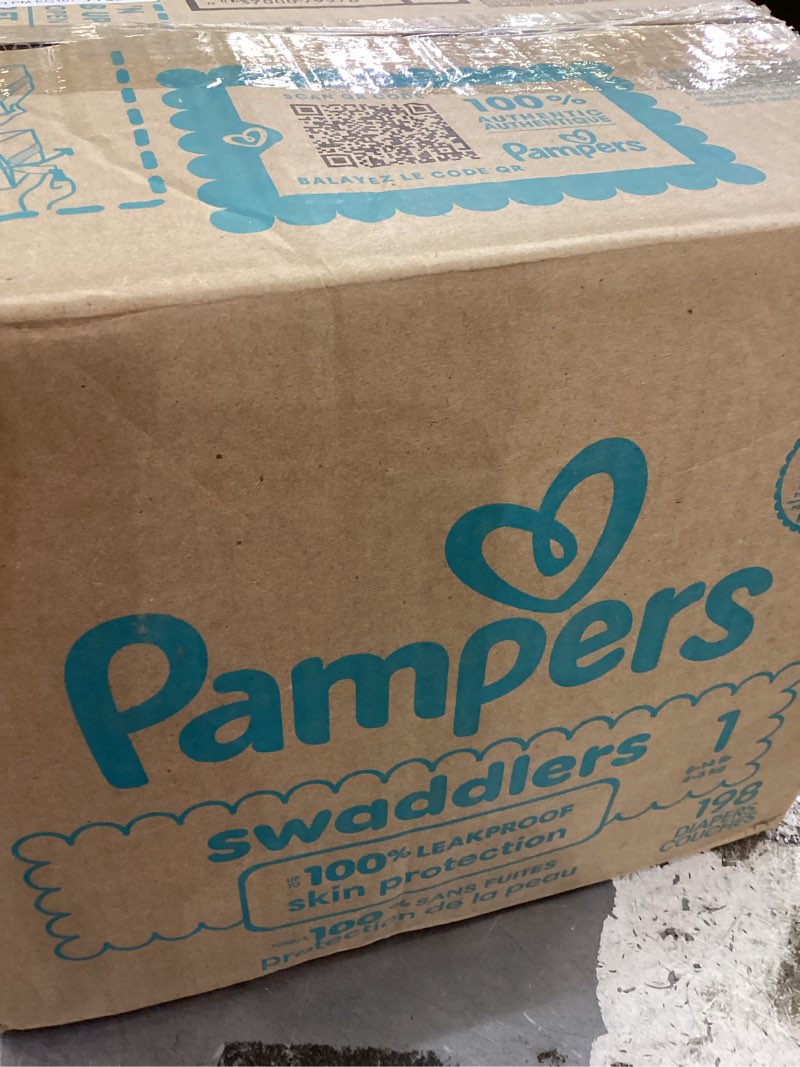 100%
AUTHENTIC
AUTHENTIQUE
Pampers
BALAYEZ LE CODE QR
Pampers
swaddlers
1
100% LEAKPROOF
skin protection
100% SANS FUITES
protection de la peau
198
DIAPERS
COUCHES